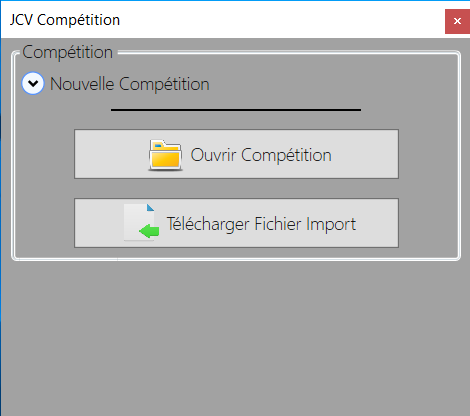 JCV Compétition
Compétition
Nouvelle Compétition
Ouvrir Compétition
Télécharger Fichier Import